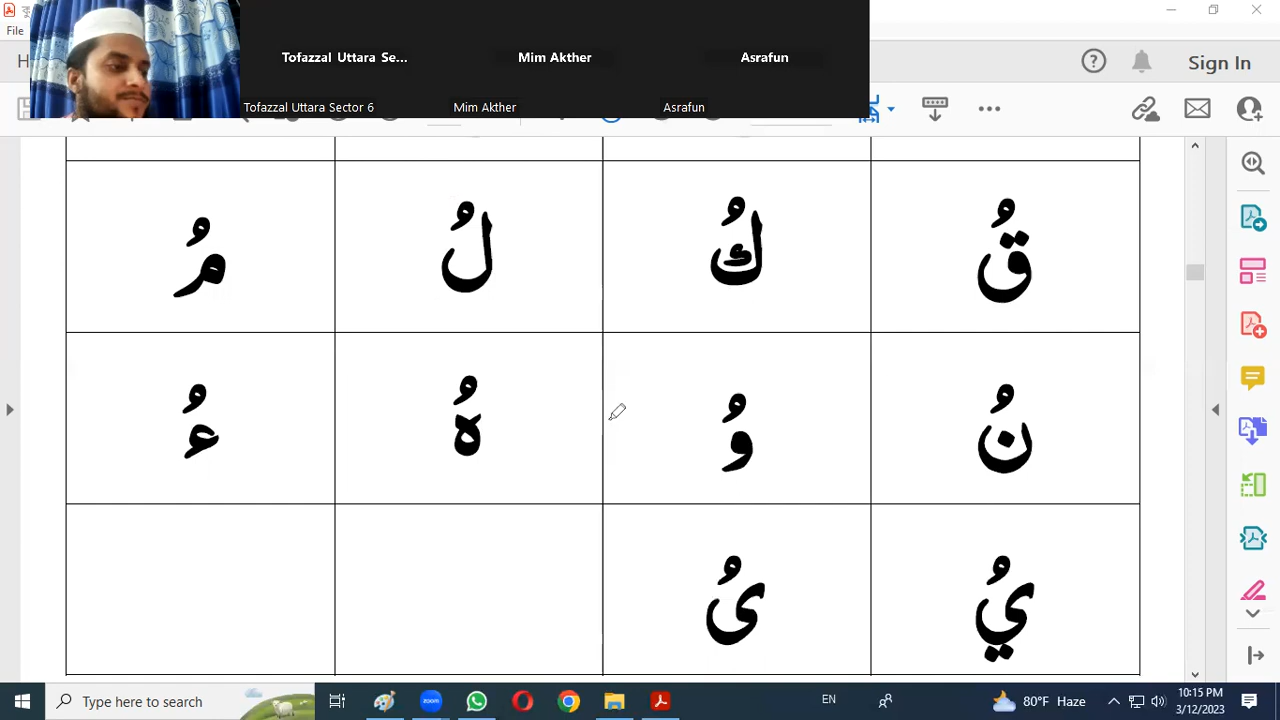 File
Tofazzal Uttara Se... Mim Akther Asrafun
Tofazzal Uttara Sector 6 Mim Akther Asrafun
Sign In
قُ كُ لُ مُ
نُ وُ هُ ءُ
يُ ىُ
Type here to search
zoom
EN
80°F Haze
10:15 PM
3/12/2023